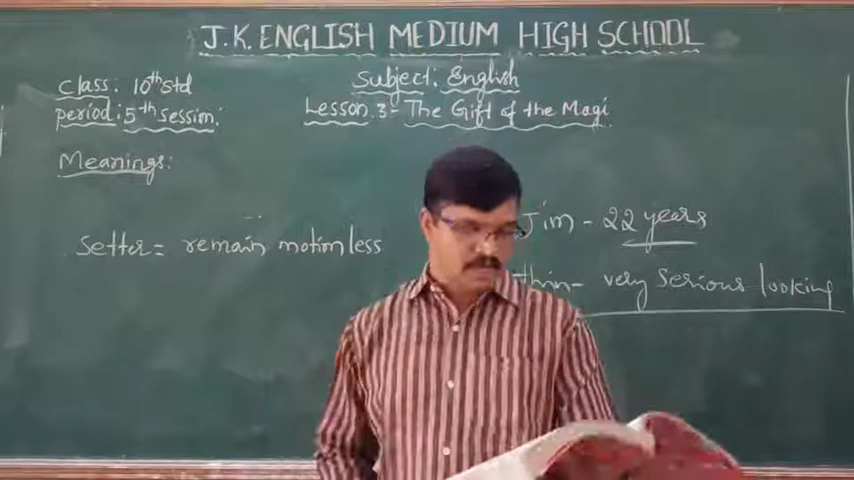 J.K ENGLISH MEDIUM HIGH SCHOOL
class: 10th std
Subject: English
period: 5th session:
Lesson.3:- The Gift of the Magi
Meanings:
Jim - 22 years
Setter= remain motionless
thin- very serious looking